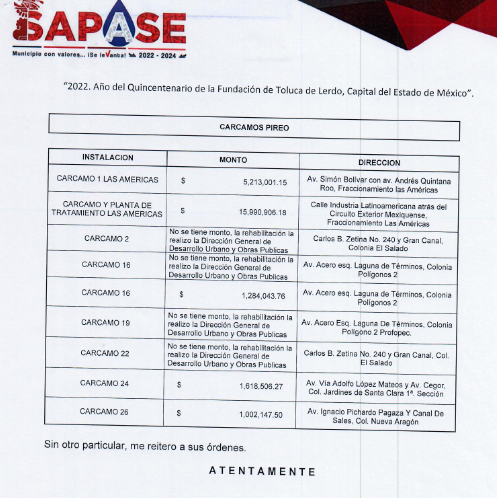 SAPASE
Municipio con valores... ¡Se leVanta! 2022 - 2024
"2022. Año del Quincentenario de la Fundación de Toluca de Lerdo, Capital del Estado de México".
CARCAMOS PIREO
INSTALACION MONTO DIRECCION
CARCAMO 1 LAS AMERICAS $ 5,213,001.15 Av. Simón Bolívar con av. Andrés Quintana
Roo, Fraccionamiento las Américas
CARCAMO Y PLANTA DE
TRATAMIENTO LAS AMERICAS $ 15,990,906.18 Calle Industria Latinoamericana atrás del
Circuito Exterior Mexiquense,
Fraccionamiento Las Américas
CARCAMO 2 No se tiene monto, la rehabilitación la
realizo la Dirección General de
Desarrollo Urbano y Obras Publicas Carlos B. Zetina No. 240 y Gran Canal,
Colonia El Salado
CARCAMO 16 No se tiene monto, la rehabilitación la
realizo la Dirección General de
Desarrollo Urbano y Obras Publicas Av. Acero esq. Laguna de Términos, Colonia
Polígonos 2
CARCAMO 16 $ 1,284,043.76 Av. Acero esq. Laguna de Términos, Colonia
Polígonos 2
CARCAMO 19 No se tiene monto, la rehabilitación la
realizo la Dirección General de
Desarrollo Urbano y Obras Publicas Av. Acero Esq. Laguna De Términos, Colonia
Polígono 2 Profopec.
CARCAMO 22 No se tiene monto, la rehabilitación la
realizo la Dirección General de
Desarrollo Urbano y Obras Publicas Carlos B. Zetina No. 240 y Gran Canal, Col.
El Salado
CARCAMO 24 $ 1,618,506.27 Av. Vía Adolfo López Mateos y Av. Cegor,
Col. Jardines de Santa Clara 1ª. Sección
CARCAMO 26 $ 1,002,147.50 Av. Ignacio Pichardo Pagaza Y Canal De
Sales, Col. Nueva Aragón
Sin otro particular, me reitero a sus órdenes.
ATENTAMENTE